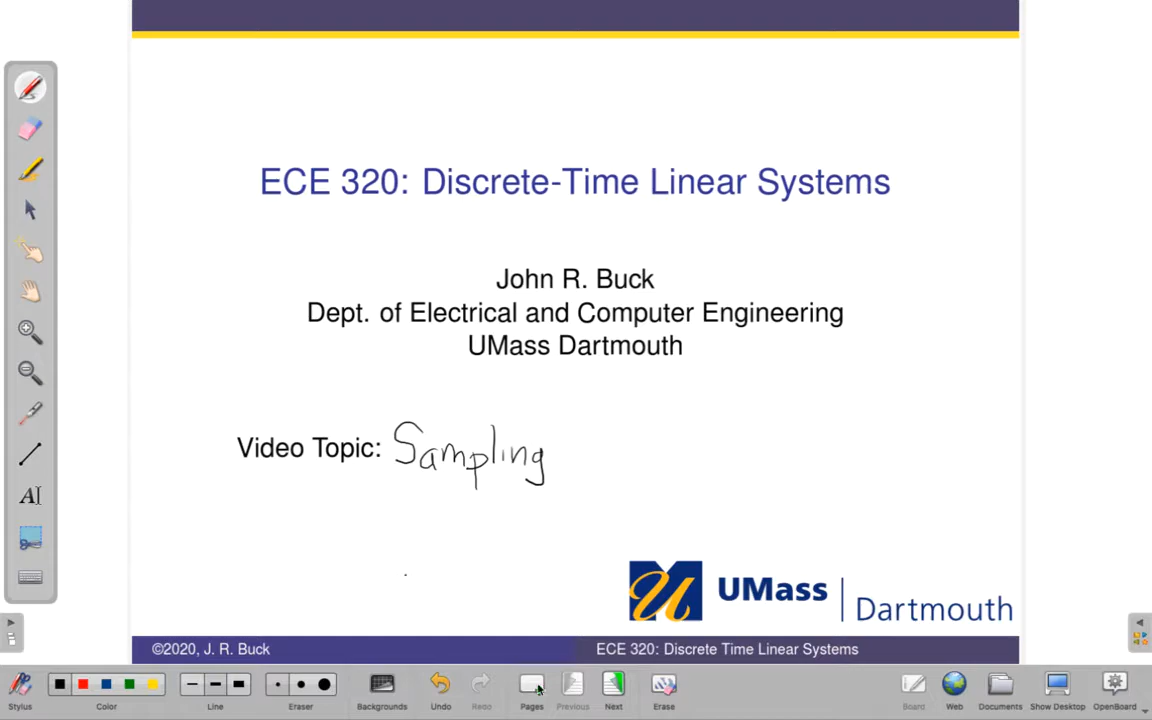 ECE 320: Discrete-Time Linear Systems
John R. Buck
Dept. of Electrical and Computer Engineering
UMass Dartmouth
Video Topic: Sampling
UMass | Dartmouth
©2020, J. R. Buck ECE 320: Discrete Time Linear Systems
Stylus Color Line Eraser Backgrounds Undo Redo Pages Previous Next Erase Board Web Documents Show Desktop OpenBoard